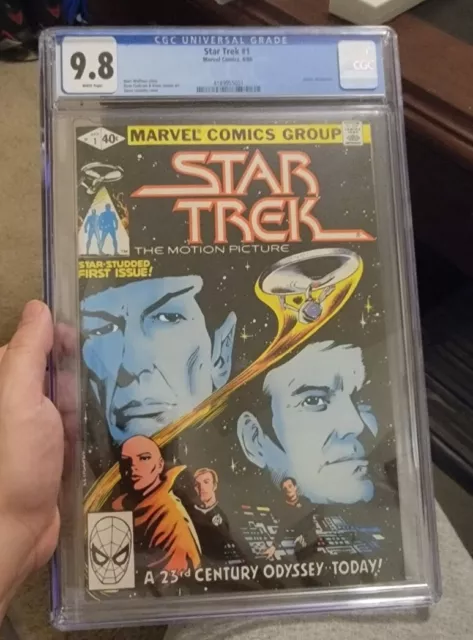 CGC UNIVERSAL GRADE
9.8
WHITE Pages
Star Trek #1
Marvel Comics, 4/80
CGC
40¢
1
MARVEL COMICS GROUP
STAR
TREK
THE MOTION PICTURE
STAR-STUDDED
FIRST ISSUE!
A 23rd CENTURY ODYSSEY TODAY!